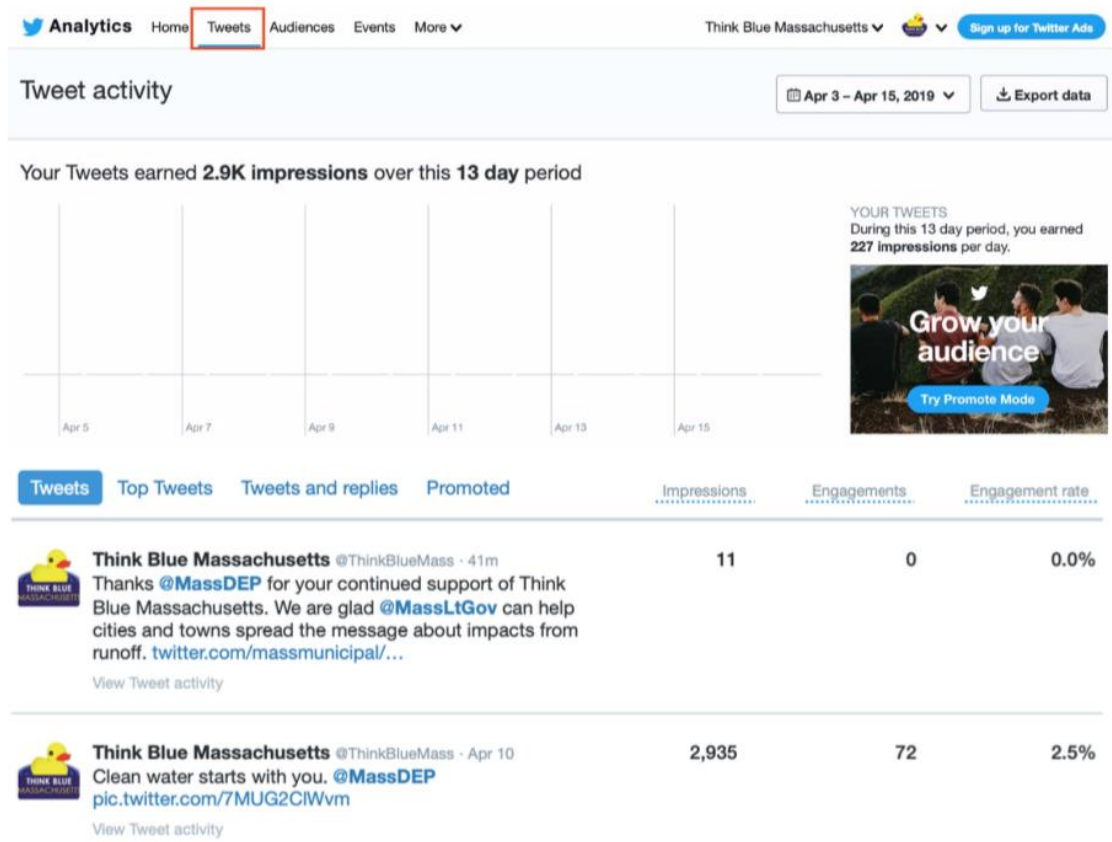 Analytics Home Tweets Audiences Events More Think Blue Massachusetts Sign up for Twitter Ads
Tweet activity
Apr 3 – Apr 15, 2019 Export data
Your Tweets earned 2.9K impressions over this 13 day period
YOUR TWEETS
During this 13 day period, you earned
227 impressions per day.
Grow your
audience
Try Promote Mode
Apr 5 Apr 7 Apr 9 Apr 11 Apr 13 Apr 15
Tweets Top Tweets Tweets and replies Promoted Impressions Engagements Engagement rate
Think Blue Massachusetts @ThinkBlueMass · 41m 11 0 0.0%
THINK BLUE
MASSACHUSETTS
Thanks @MassDEP for your continued support of Think
Blue Massachusetts. We are glad @MassLtGov can help
cities and towns spread the message about impacts from
runoff. twitter.com/massmunicipal/…
View Tweet activity
Think Blue Massachusetts @ThinkBlueMass · Apr 10 2,935 72 2.5%
THINK BLUE
MASSACHUSETTS
Clean water starts with you. @MassDEP
pic.twitter.com/7MUG2ClWvm
View Tweet activity